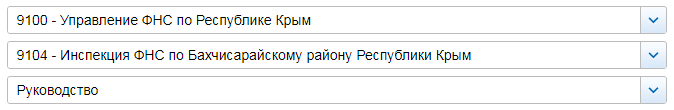 9100 - Управление ФНС по Республике Крым
9104 - Инспекция ФНС по Бахчисарайскому району Республики Крым
Руководство